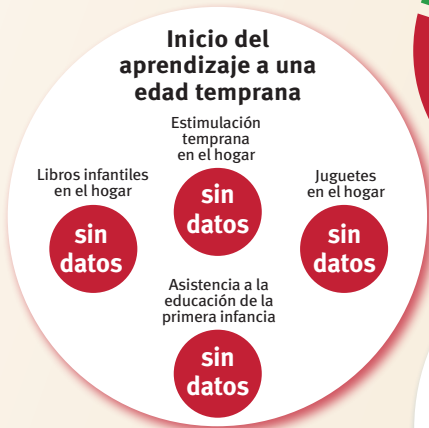 Inicio del
aprendizaje a una
edad temprana
Estimulación
temprana
en el hogar
sin
datos
Libros infantiles
en el hogar
sin
datos
Juguetes
en el hogar
sin
datos
Asistencia a la
educación de la
primera infancia
sin
datos